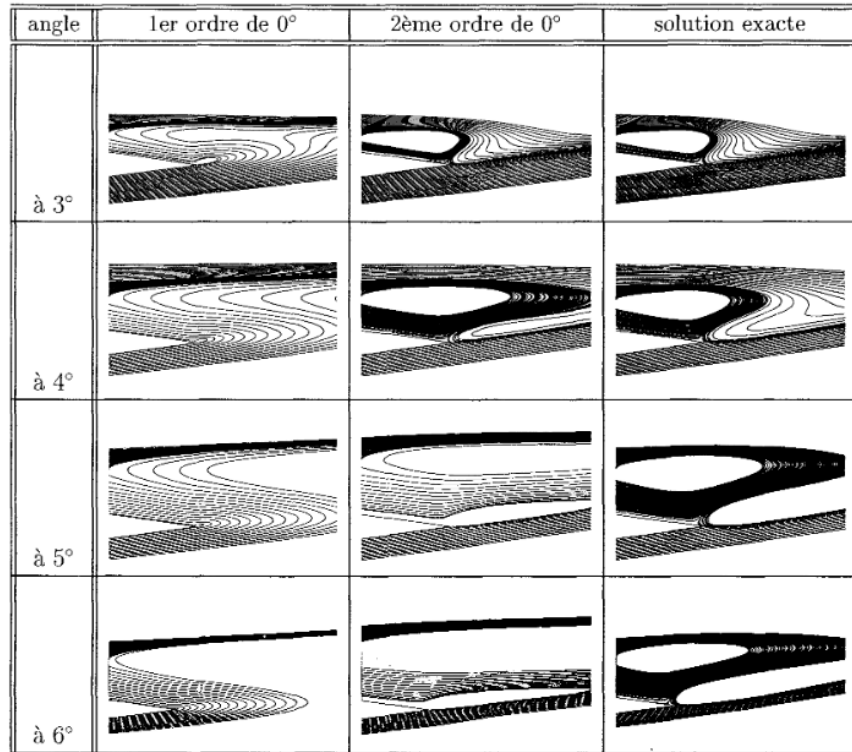 angle 1er ordre de 0° 2ème ordre de 0° solution exacte
à 3°
à 4°
à 5°
à 6°